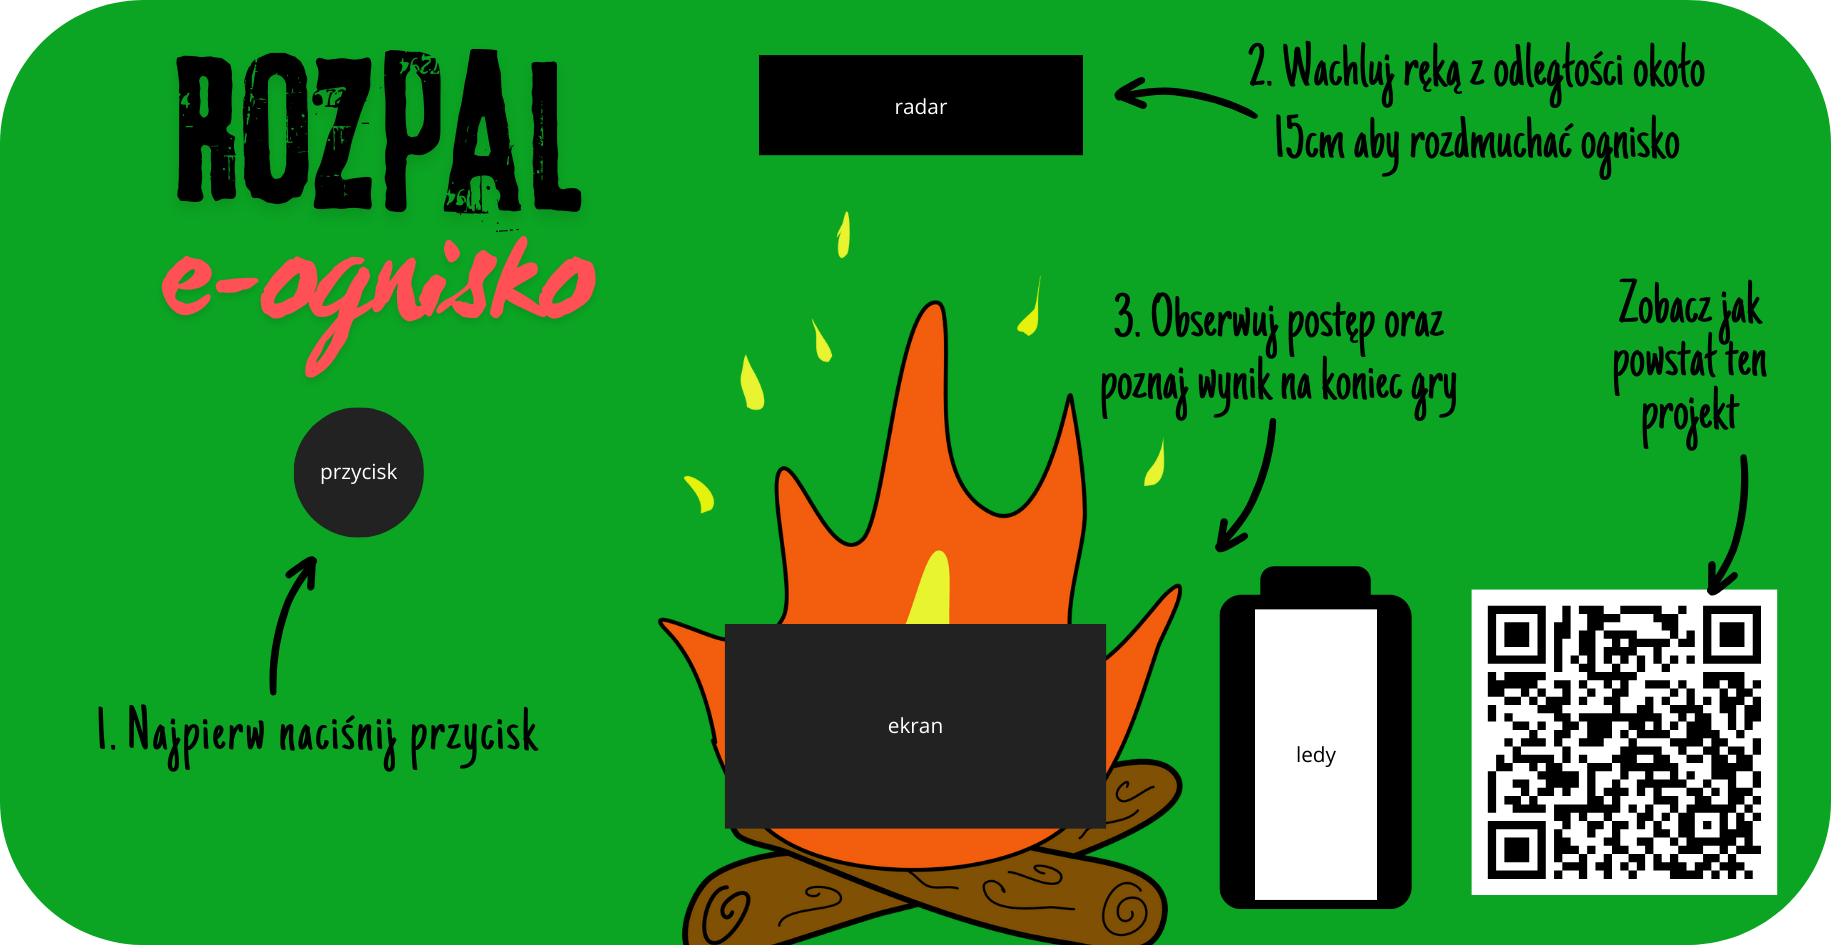 ROZPAL
e-ognisko
przycisk
1. Najpierw naciśnij przycisk
radar
2. Wachluj ręką z odległości około
15cm aby rozdmuchać ognisko
3. Obserwuj postęp oraz
poznaj wynik na koniec gry
Zobacz jak
powstał ten
projekt
ekran
ledy